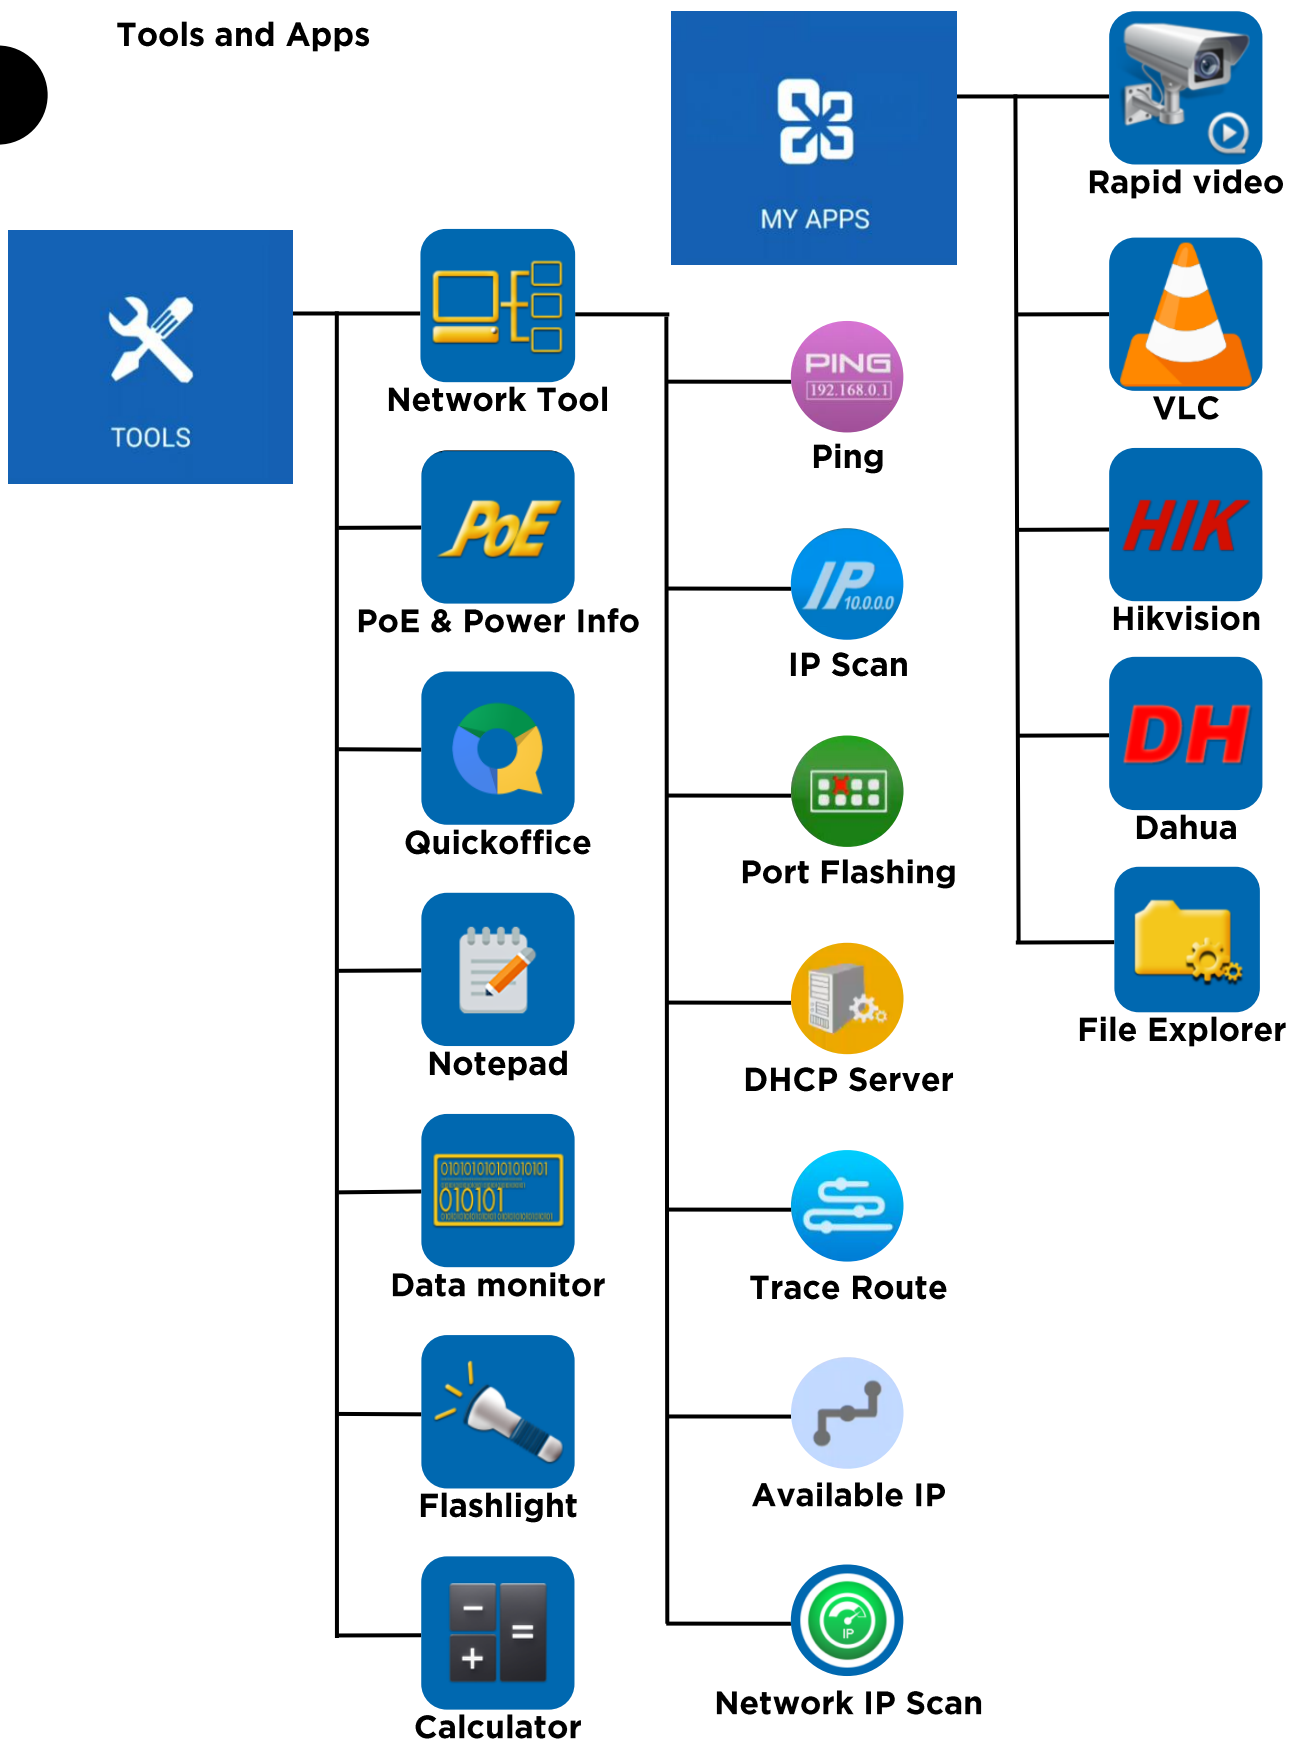 Tools and Apps
TOOLS
Network Tool
PoE
PoE & Power Info
Quickoffice
Notepad
010101010101010101
010101
Data monitor
Flashlight
− =
+
Calculator
MY APPS
PING
192.168.0.1
Ping
IP 10.0.0.0
IP Scan
Port Flashing
DHCP Server
Trace Route
Available IP
IP
Network IP Scan
Rapid video
VLC
HIK
Hikvision
DH
Dahua
File Explorer